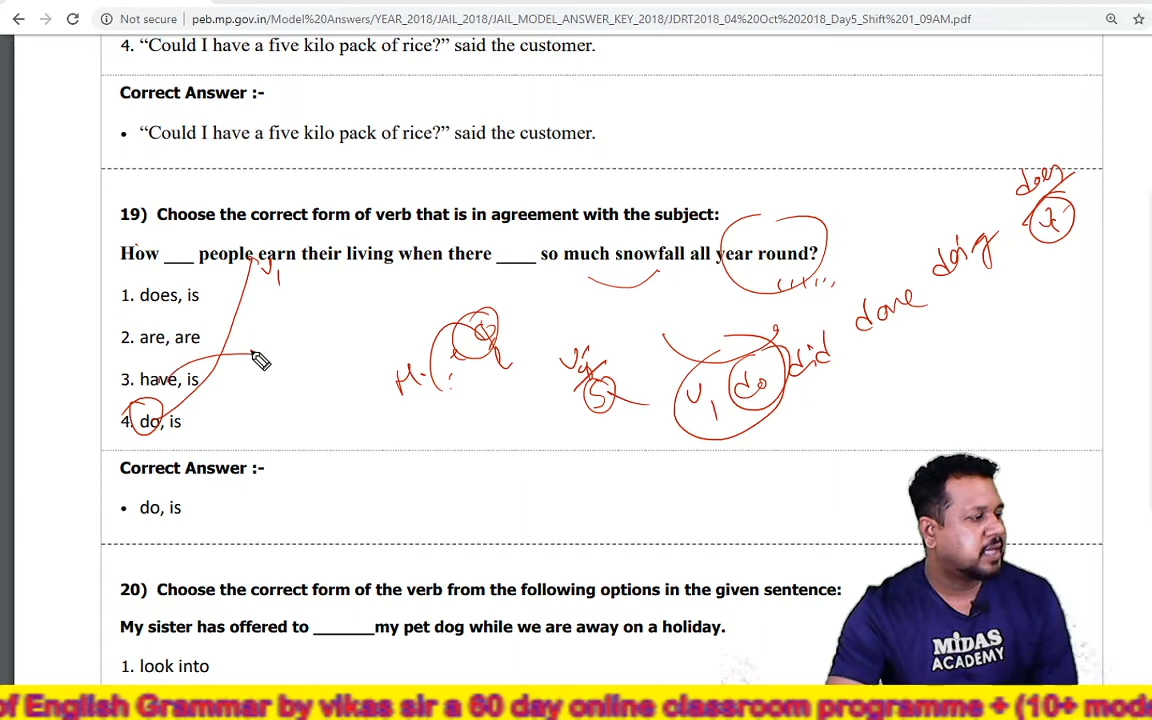 Not secure peb.mp.gov.in/Model%20Answers/YEAR_2018/JAIL_MODEL_ANSWER_KEY_2018/JDRT2018_04%20Oct%202018_Day5_Shift%201_09AM.pdf
4. “Could I have a five kilo pack of rice?” said the customer.
Correct Answer :-
• “Could I have a five kilo pack of rice?” said the customer.
does
19) Choose the correct form of verb that is in agreement with the subject:
How ___ people earn their living when there ____ so much snowfall all year round?
V1
doing
1. does, is
done
2. are, are
did
3. have, is
V1 do
S
4. do, is
Correct Answer :-
• do, is
20) Choose the correct form of the verb from the following options in the given sentence:
My sister has offered to ______my pet dog while we are away on a holiday.
MIDAS
ACADEMY
1. look into
of English Grammar by vikas sir a 60 day online classroom programme + (10+ mode